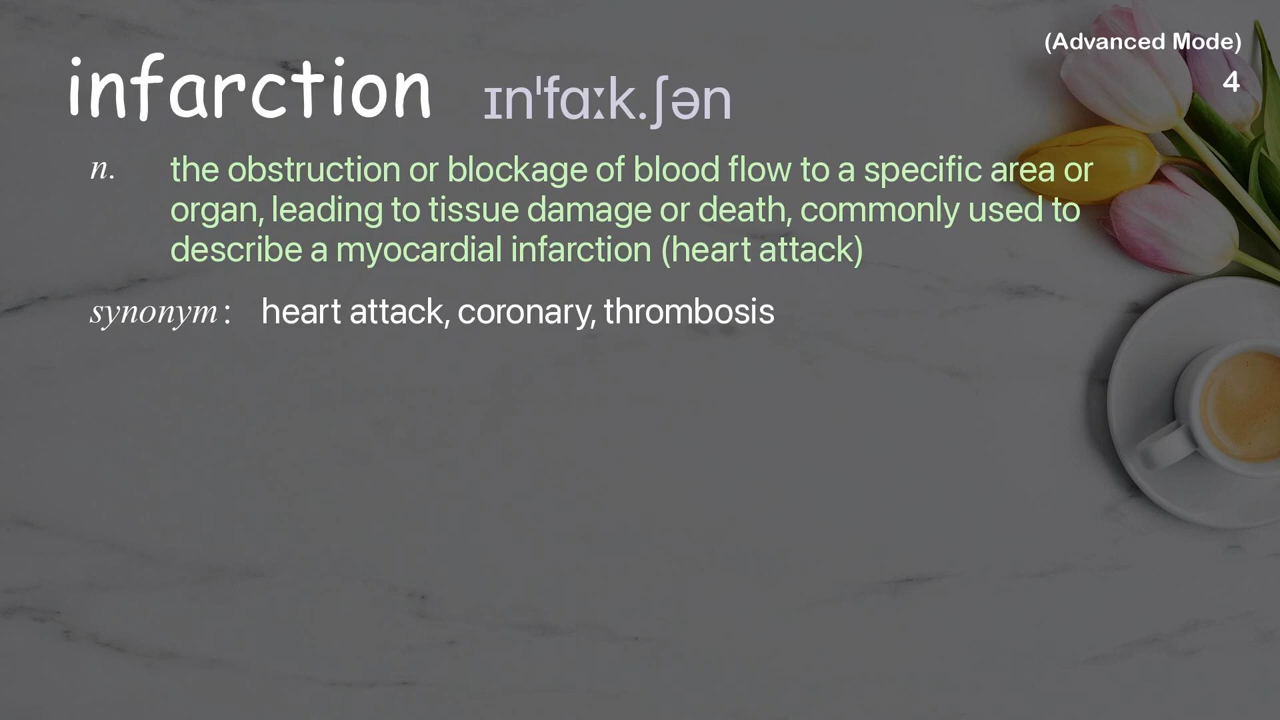 (Advanced Mode)
4
infarction ɪnˈfɑːk.ʃən
n. the obstruction or blockage of blood flow to a specific area or
organ, leading to tissue damage or death, commonly used to
describe a myocardial infarction (heart attack)
synonym: heart attack, coronary, thrombosis